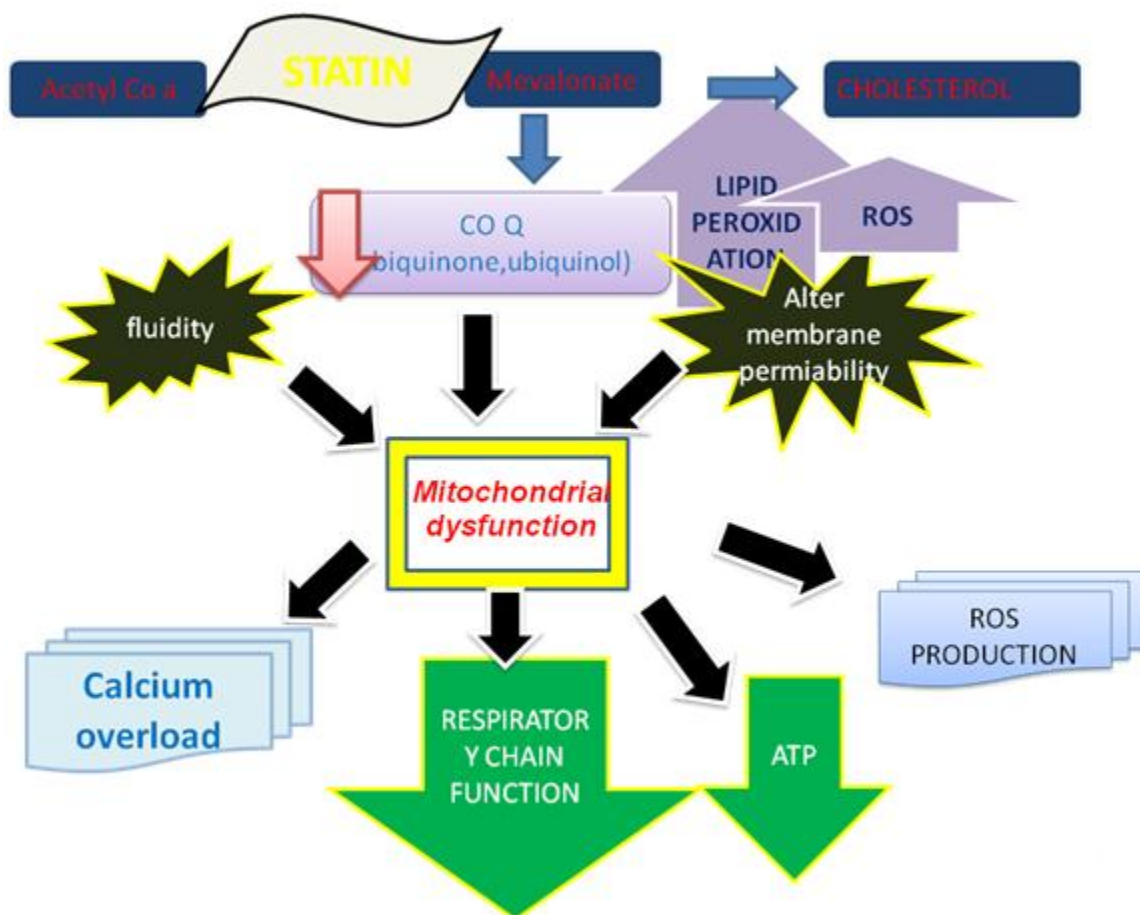 STATIN
Acetyl Co a
Mevalonate
CHOLESTEROL
LIPID
PEROXID
ATION
ROS
CO Q
biquinone,ubiquinol)
fluidity
Alter
membrane
permiability
Mitochondrial
dysfunction
Calcium
overload
RESPIRATOR
Y CHAIN
FUNCTION
ATP
ROS
PRODUCTION